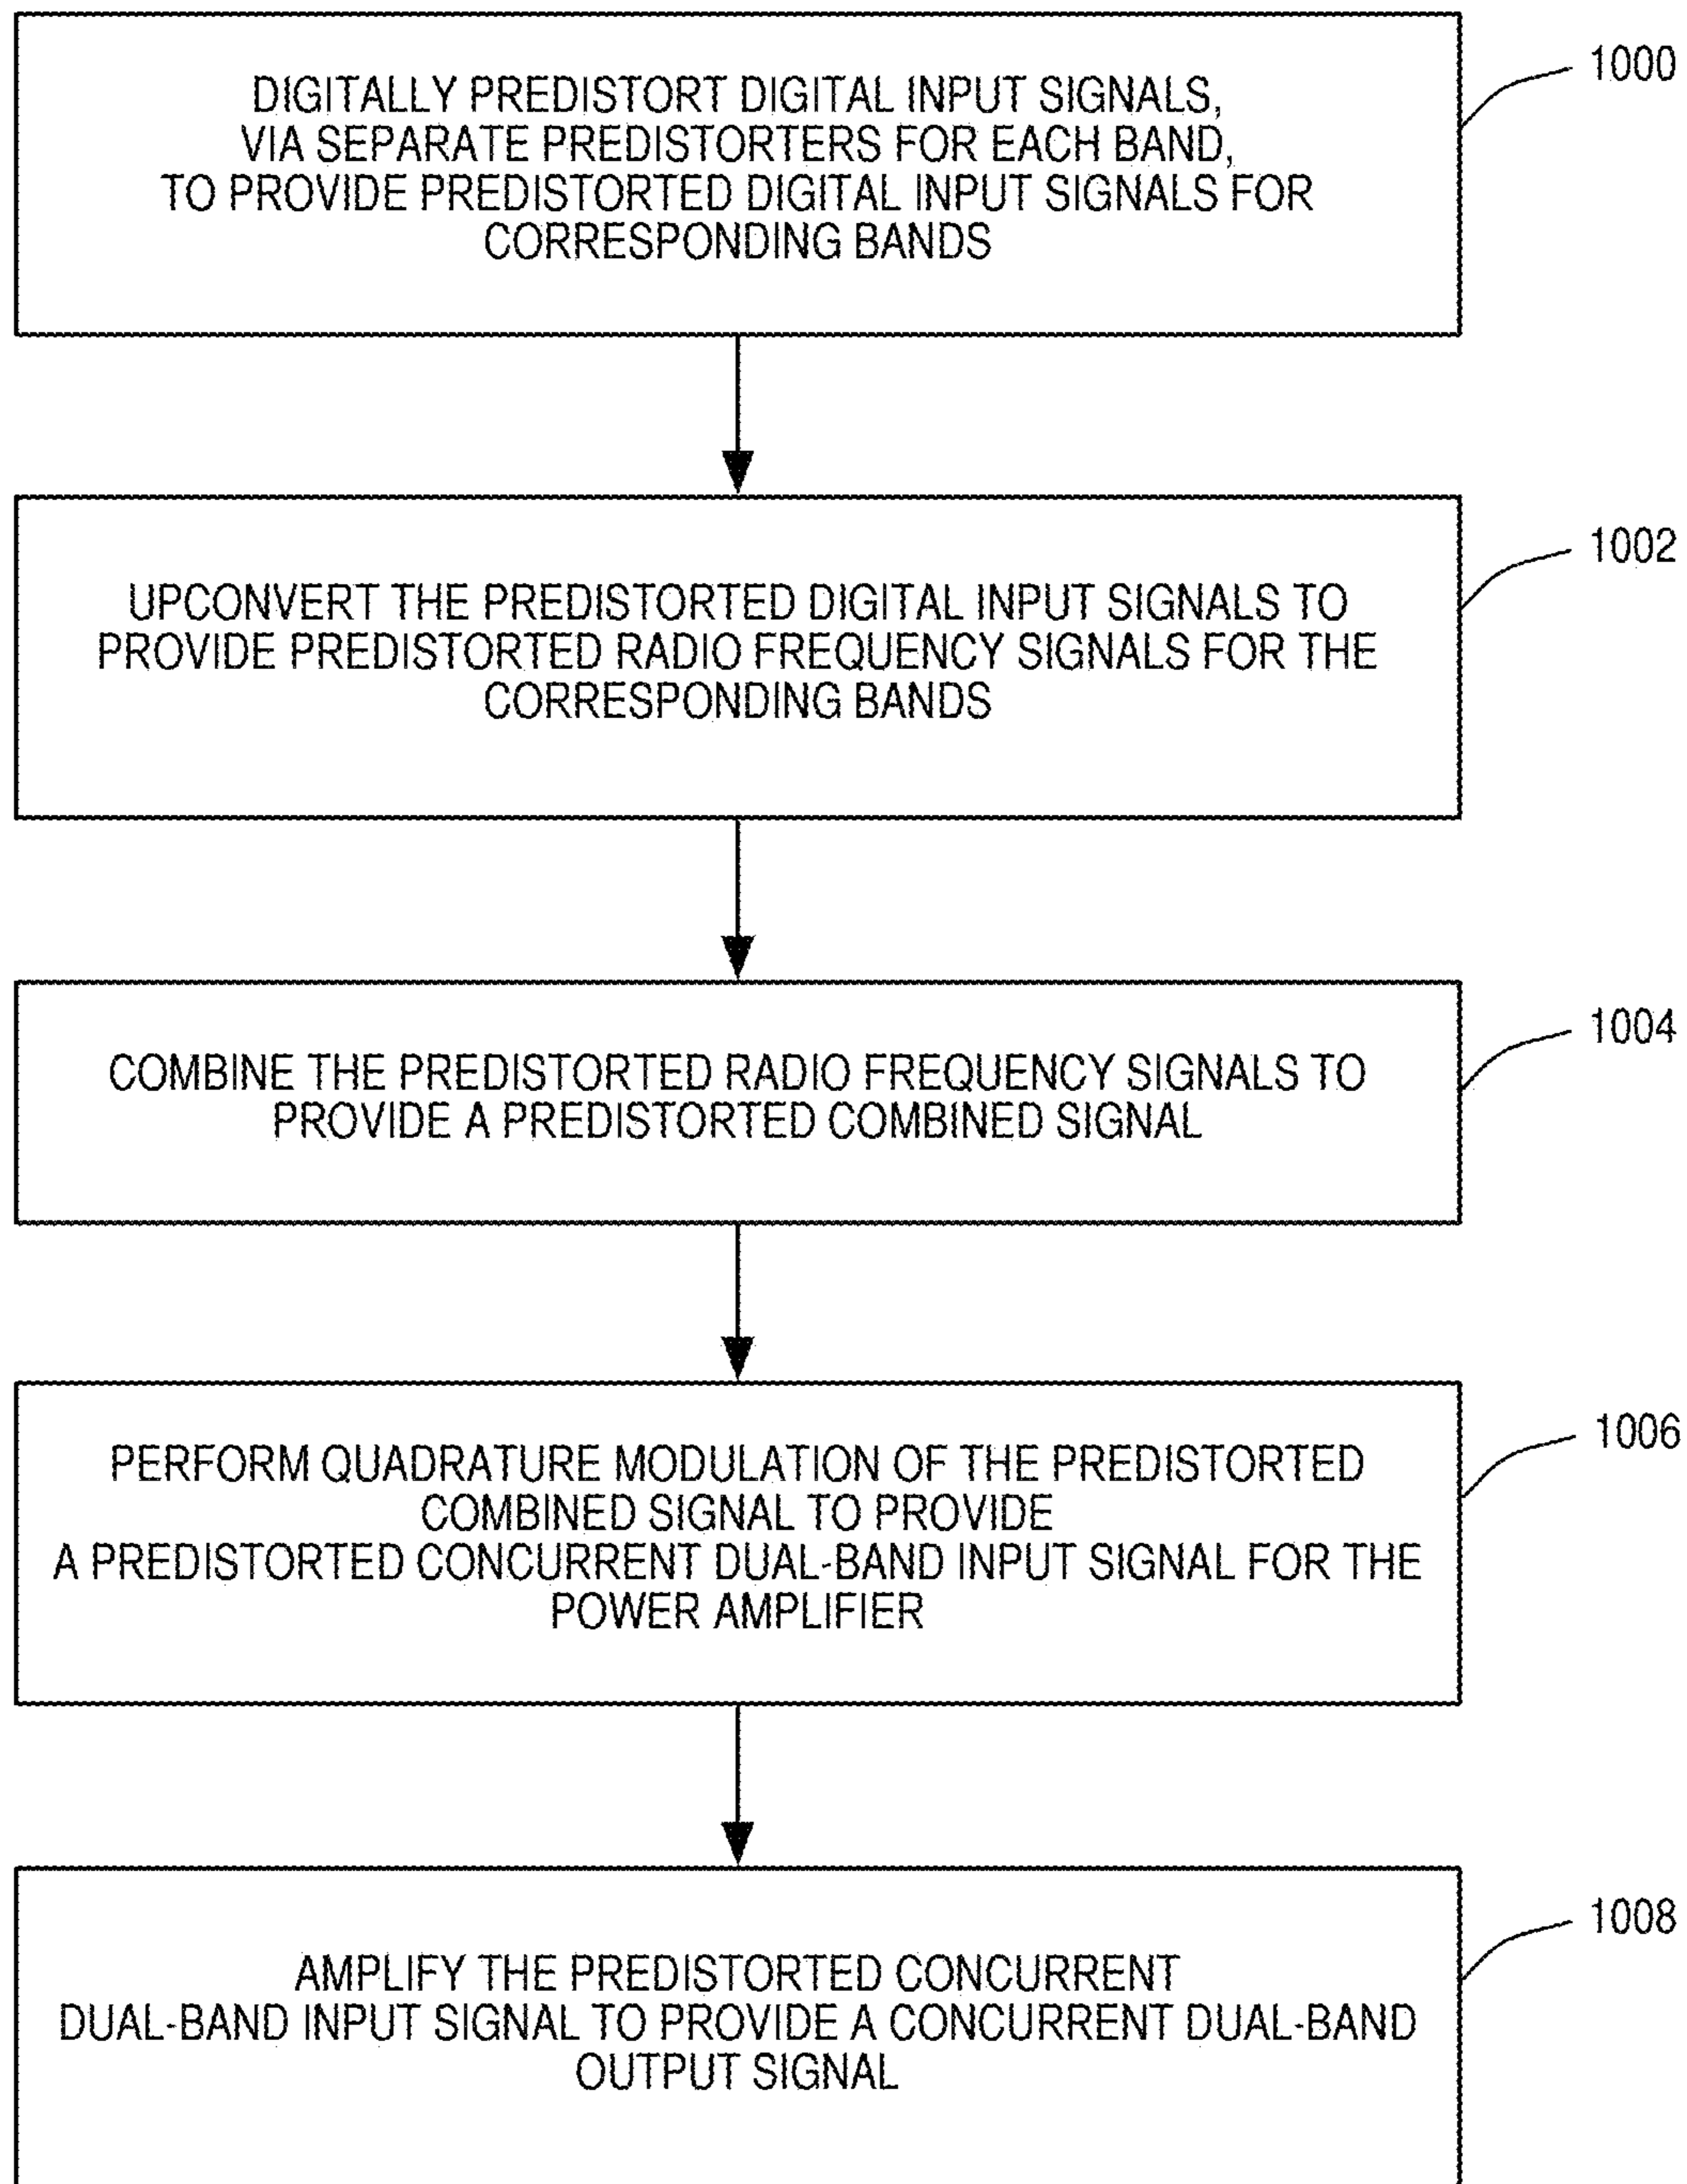 DIGITALLY PREDISTORT DIGITAL INPUT SIGNALS,
VIA SEPARATE PREDISTORTERS FOR EACH BAND,
TO PROVIDE PREDISTORTED DIGITAL INPUT SIGNALS FOR
CORRESPONDING BANDS
1000
UPCONVERT THE PREDISTORTED DIGITAL INPUT SIGNALS TO
PROVIDE PREDISTORTED RADIO FREQUENCY SIGNALS FOR THE
CORRESPONDING BANDS
1002
COMBINE THE PREDISTORTED RADIO FREQUENCY SIGNALS TO
PROVIDE A PREDISTORTED COMBINED SIGNAL
1004
PERFORM QUADRATURE MODULATION OF THE PREDISTORTED
COMBINED SIGNAL TO PROVIDE
A PREDISTORTED CONCURRENT DUAL-BAND INPUT SIGNAL FOR THE
POWER AMPLIFIER
1006
AMPLIFY THE PREDISTORTED CONCURRENT
DUAL-BAND INPUT SIGNAL TO PROVIDE A CONCURRENT DUAL-BAND
OUTPUT SIGNAL
1008